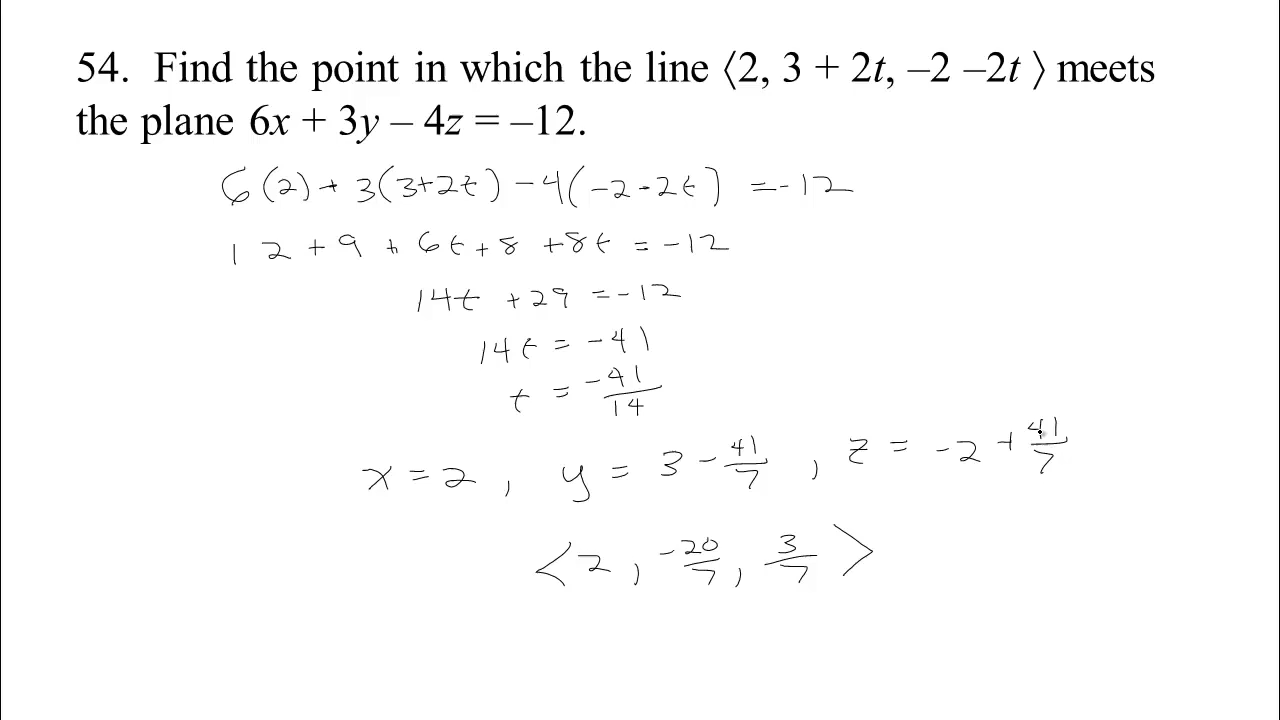 54. Find the point in which the line ⟨2, 3 + 2t, –2 –2t ⟩ meets
the plane 6x + 3y – 4z = –12.
6(2) + 3(3+2t) - 4(-2-2t) = -12
12 + 9 + 6t + 8 + 8t = -12
14t + 29 = -12
14t = -41
t = -41/14
x = 2, y = 3 - 41/7, z = -2 + 41/7
<2, -20/7, 3/7>